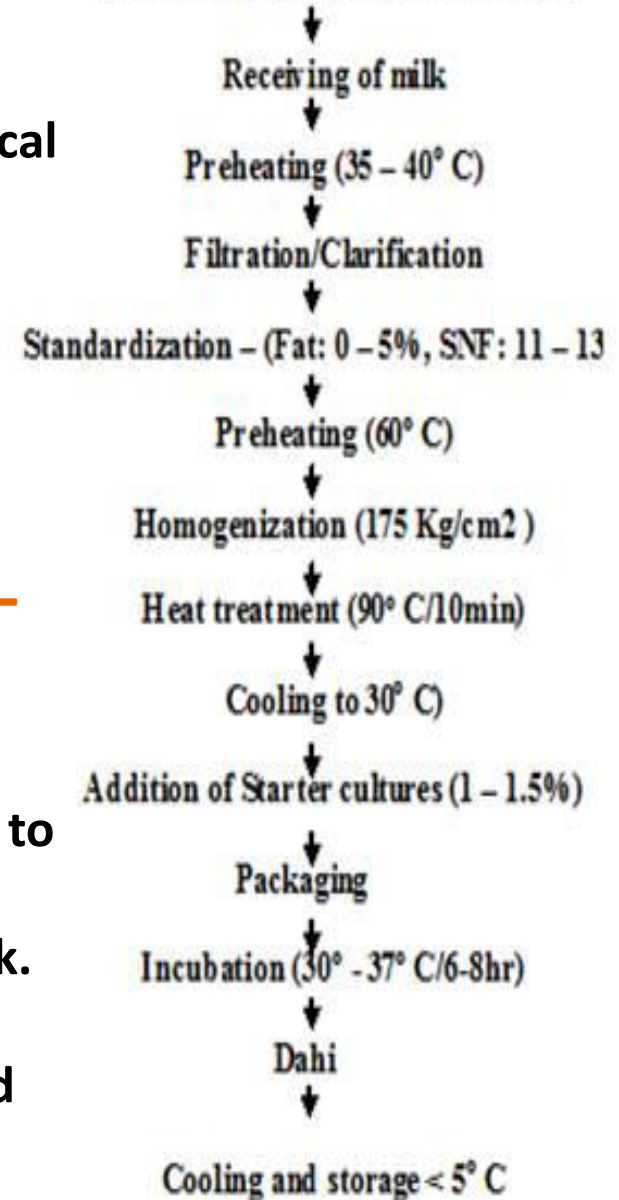 Receiving of milk
cal
Preheating (35 – 40° C)
Filtration/Clarification
Standardization – (Fat: 0 – 5%, SNF: 11 – 13
Preheating (60° C)
Homogenization (175 Kg/cm2 )
Heat treatment (90° C/10min)
Cooling to 30° C)
Addition of Starter cultures (1 – 1.5%)
to
Packaging
k.
Incubation (30° - 37° C/6-8hr)
Dahi
d
Cooling and storage < 5° C